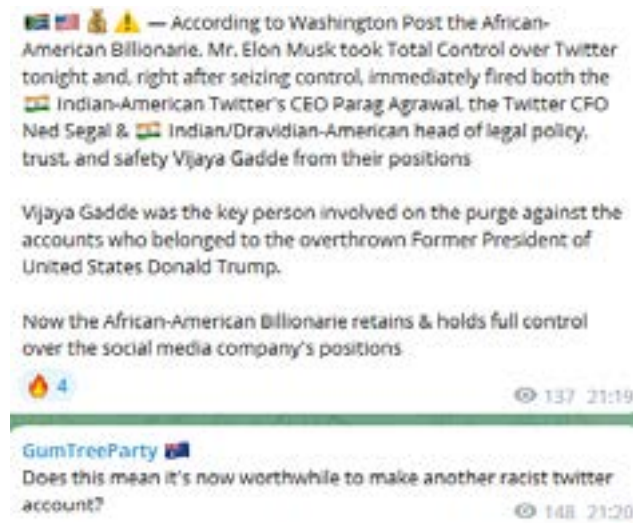 🇿🇦 🇺🇸 💰 ⚠️ — According to Washington Post the African-
American Billionarie. Mr. Elon Musk took Total Control over Twitter
tonight and, right after seizing control, immediately fired both the
🇮🇳 Indian-American Twitter's CEO Parag Agrawal, the Twitter CFO
Ned Segal & 🇮🇳 Indian/Dravidian-American head of legal policy,
trust, and safety Vijaya Gadde from their positions
Vijaya Gadde was the key person involved on the purge against the
accounts who belonged to the overthrown Former President of
United States Donald Trump.
Now the African-American Billionarie retains & holds full control
over the social media company's positions
🔥 4
137 21:19
GumTreeParty 🇦🇺
Does this mean it's now worthwhile to make another racist twitter
account?
148 21:20